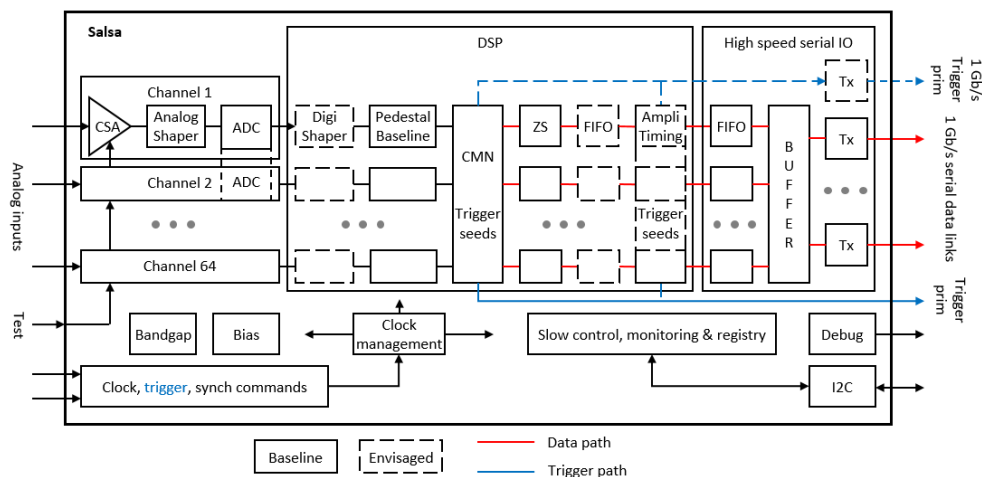 Salsa
DSP
High speed serial IO
Channel 1
CSA
Analog
Shaper
ADC
Digi
Shaper
Pedestal
Baseline
CMN
Trigger
seeds
ZS
FIFO
Ampli
Timing
FIFO
BUFFER
Tx
1 Gb/s
Trigger
prim
Tx
Channel 2
ADC
Trigger
seeds
Tx
1 Gb/s serial data links
Channel 64
Analog inputs
Test
Trigger
prim
Bandgap
Bias
Clock
management
Slow control, monitoring & registry
Debug
Clock, trigger, synch commands
I2C
Baseline
Envisaged
Data path
Trigger path